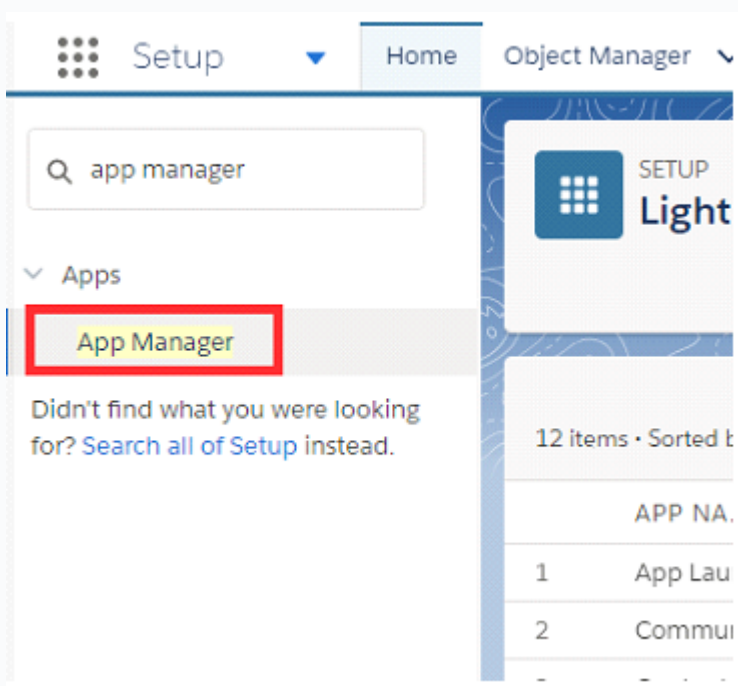 Setup
Home
Object Manager
app manager
SETUP
Light
Apps
App Manager
Didn't find what you were looking
for? Search all of Setup instead.
12 items • Sorted b
APP NA.
1 App Lau
2 Commun